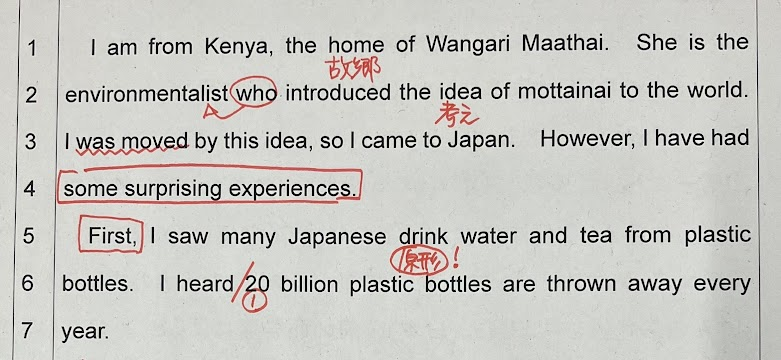 1 I am from Kenya, the home of Wangari Maathai. She is the
故郷
2 environmentalist who introduced the idea of mottainai to the world.
考え
3 I was moved by this idea, so I came to Japan. However, I have had
4 some surprising experiences.
5 First, I saw many Japanese drink water and tea from plastic
原形!
6 bottles. I heard / 20 billion plastic bottles are thrown away every
①
7 year.